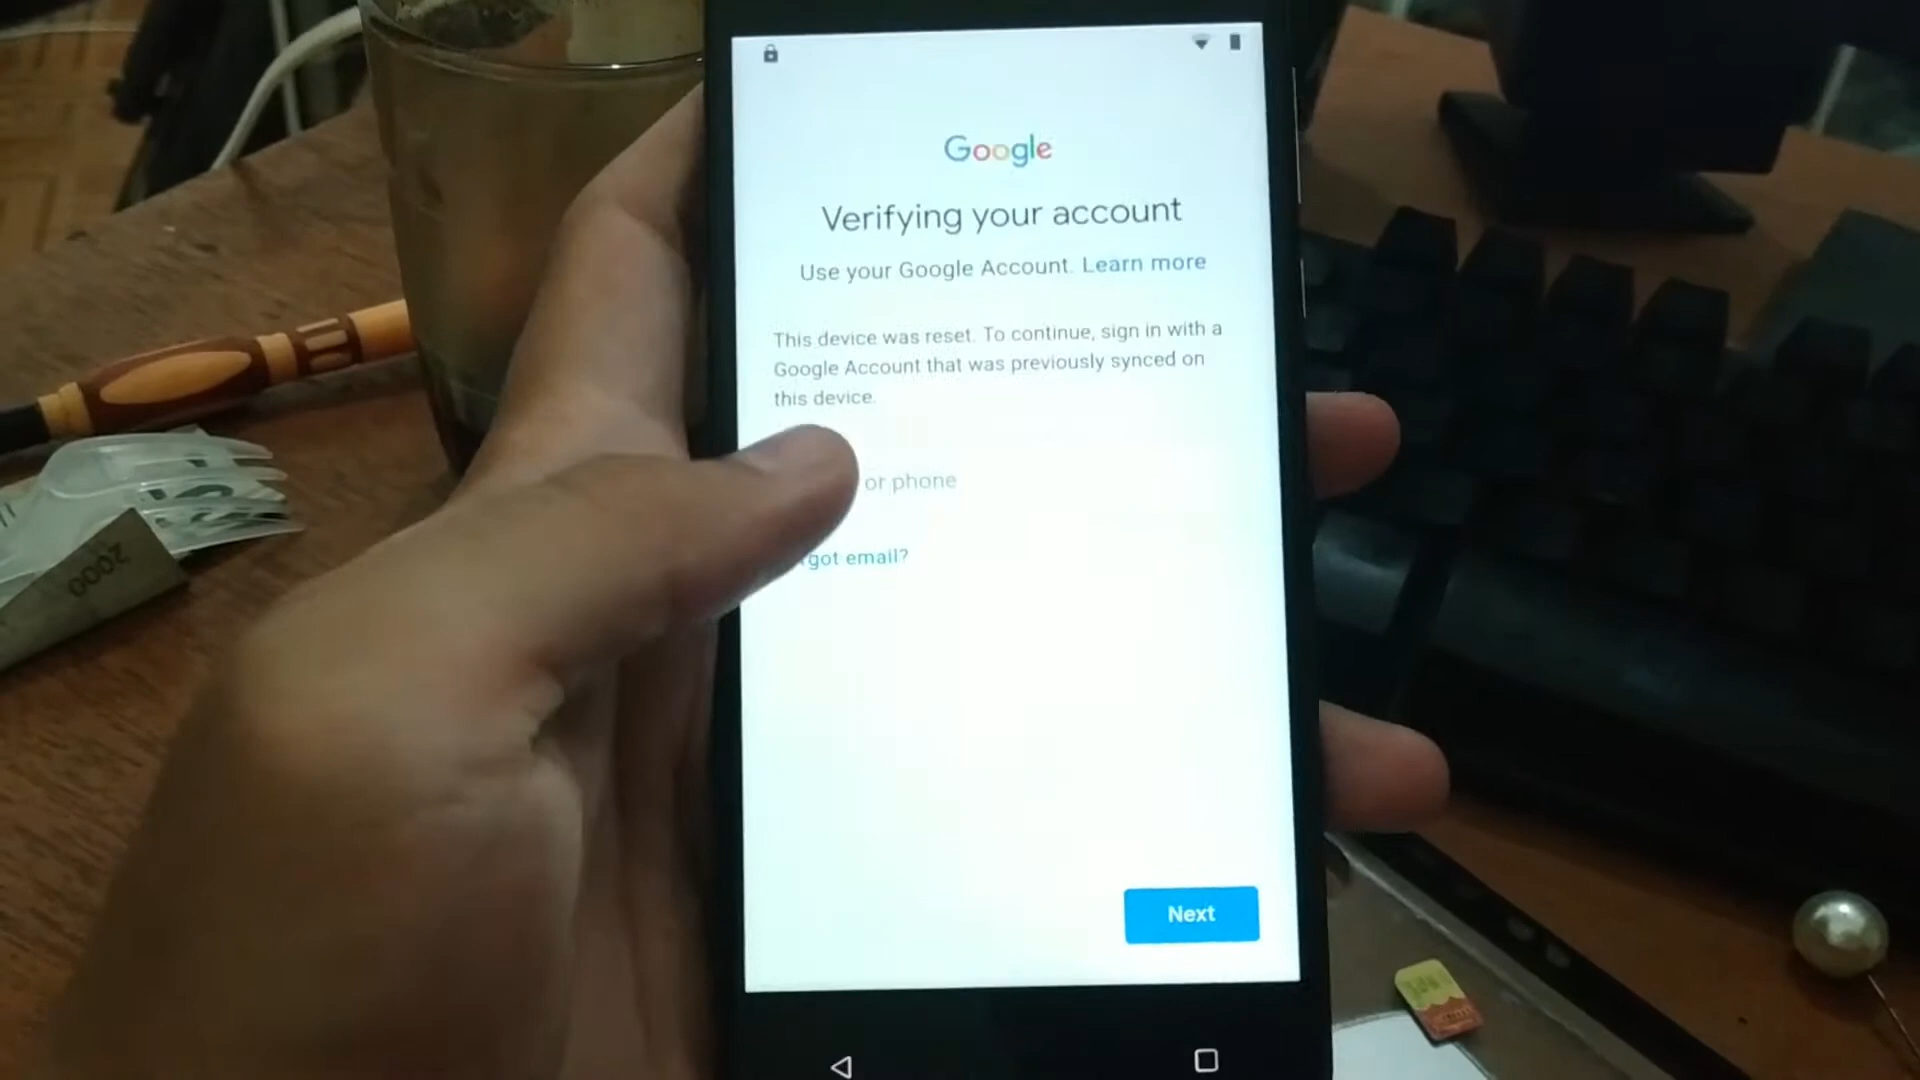 Google
Verifying your account
Use your Google Account. Learn more
This device was reset. To continue, sign in with a
Google Account that was previously synced on
this device.
or phone
got email?
Next
2000